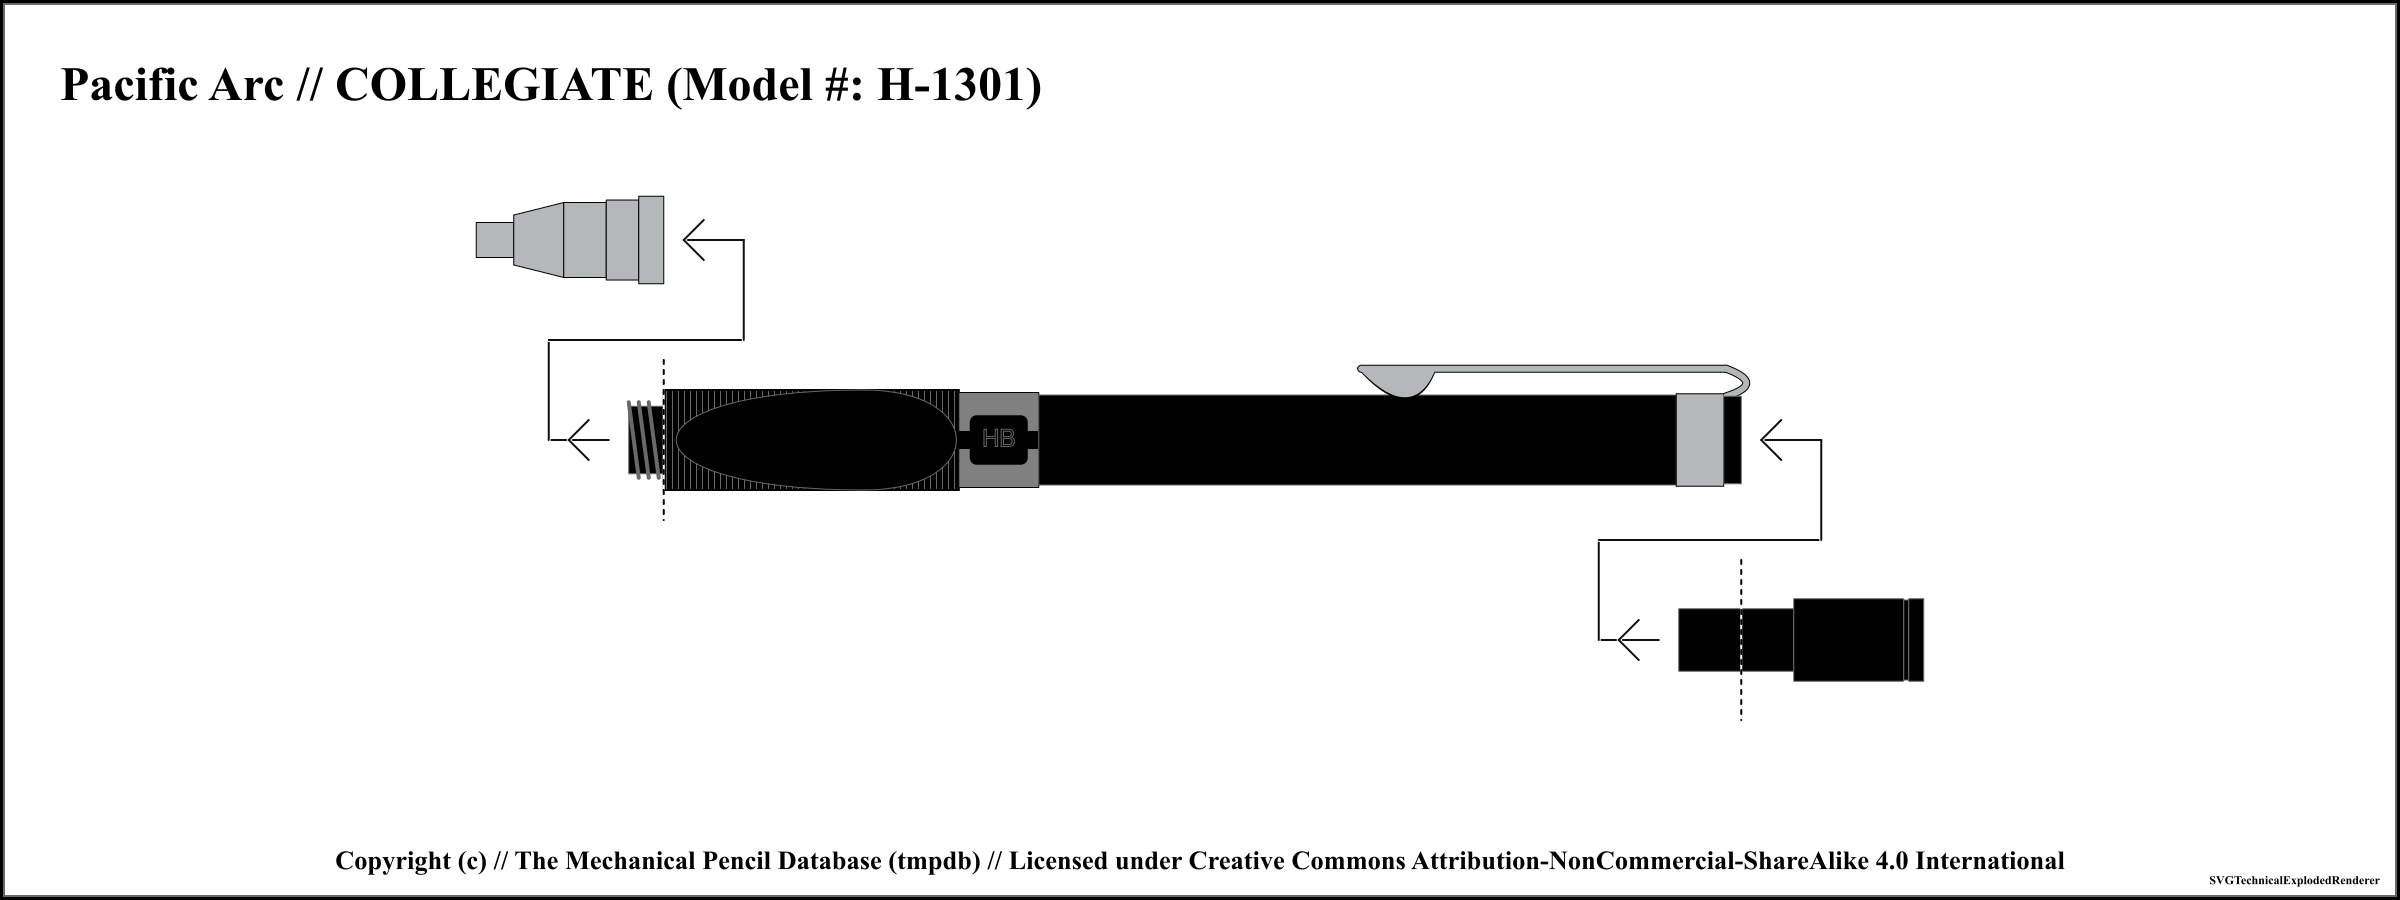 Pacific Arc // COLLEGIATE (Model #: H-1301)
HB
Copyright (c) // The Mechanical Pencil Database (tmpdb) // Licensed under Creative Commons Attribution-NonCommercial-ShareAlike 4.0 International
SVGTechnicalExplodedRenderer